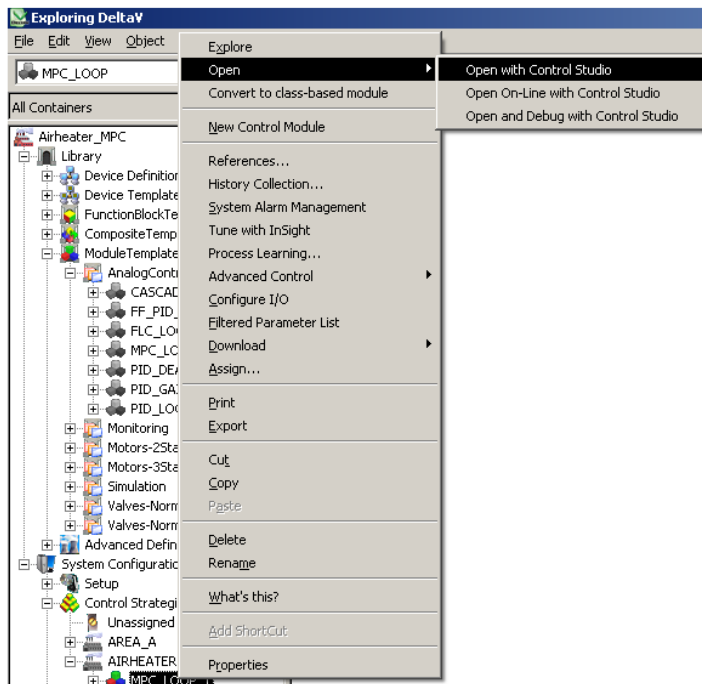 Exploring DeltaV
File Edit View Object
MPC_LOOP
All Containers
Airheater_MPC
Library
Device Definition
Device Template
FunctionBlockTe
CompositeTemp
ModuleTemplate
AnalogContr
CASCAD
FF_PID_
FLC_LO
MPC_LO
PID_DEA
PID_GA
PID_LOO
Monitoring
Motors-2Sta
Motors-3Sta
Simulation
Valves-Norm
Valves-Norm
Advanced Defin
System Configuratio
Setup
Control Strategi
Unassigned
AREA_A
AIRHEATER
MPC_LOOP_1
Explore
Open
Convert to class-based module
New Control Module
References...
History Collection...
System Alarm Management
Tune with InSight
Process Learning...
Advanced Control
Configure I/O
Filtered Parameter List
Download
Assign...
Print
Export
Cut
Copy
Paste
Delete
Rename
What's this?
Add ShortCut
Properties
Open with Control Studio
Open On-Line with Control Studio
Open and Debug with Control Studio